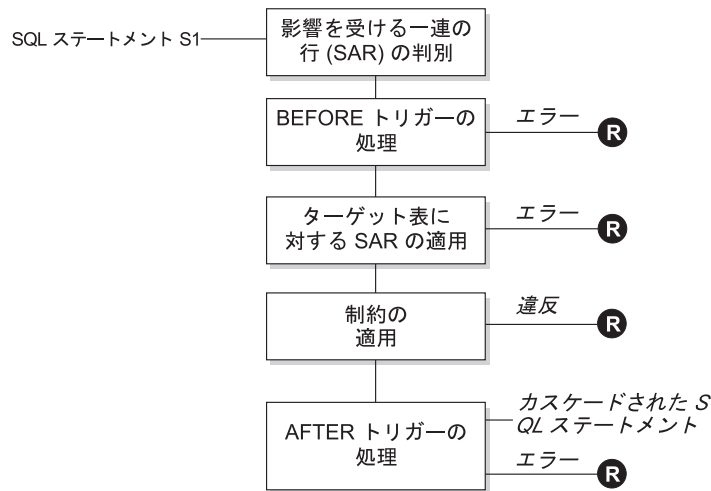 SQL ステートメント S1
影響を受ける一連の
行 (SAR) の判別
BEFORE トリガーの
処理
エラー
R
ターゲット表に
対する SAR の適用
エラー
R
制約の
適用
違反
R
AFTER トリガーの
処理
カスケードされた S
QL ステートメント
エラー
R